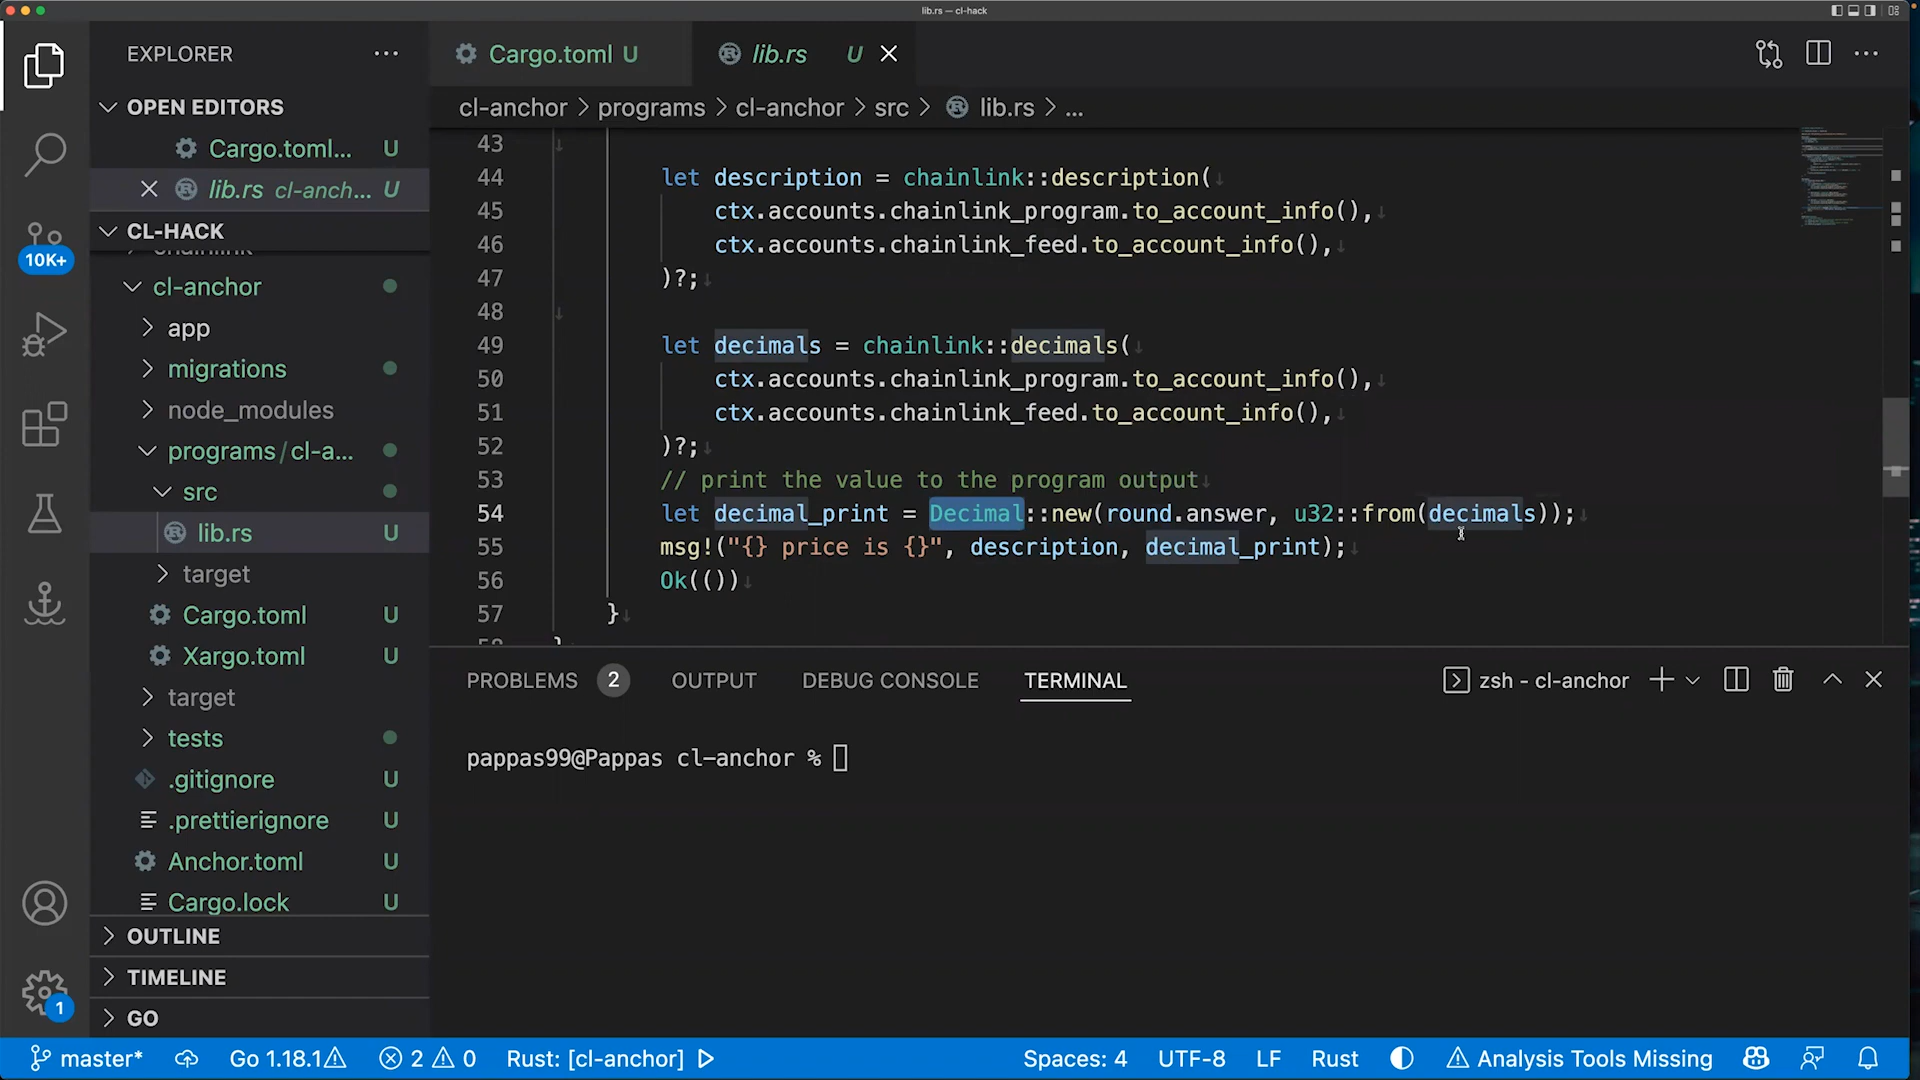 lib.rs — cl-hack
EXPLORER
Cargo.toml U
lib.rs U
OPEN EDITORS
Cargo.toml... U
lib.rs cl-anch... U
CL-HACK
cl-anchor
app
migrations
node_modules
programs/cl-a...
src
lib.rs U
target
Cargo.toml U
Xargo.toml U
target
tests
.gitignore U
.prettierignore U
Anchor.toml U
Cargo.lock U
OUTLINE
TIMELINE
GO
10K+
1
cl-anchor > programs > cl-anchor > src > lib.rs > ...
43
44 let description = chainlink::description(
45 ctx.accounts.chainlink_program.to_account_info(),
46 ctx.accounts.chainlink_feed.to_account_info(),
47 )?;
48
49 let decimals = chainlink::decimals(
50 ctx.accounts.chainlink_program.to_account_info(),
51 ctx.accounts.chainlink_feed.to_account_info(),
52 )?;
53 // print the value to the program output
54 let decimal_print = Decimal::new(round.answer, u32::from(decimals));
55 msg!("{} price is {}", description, decimal_print);
56 Ok(())
57 }
PROBLEMS 2 OUTPUT DEBUG CONSOLE TERMINAL zsh - cl-anchor
pappas99@Pappas cl-anchor %
master* Go 1.18.1 2 0 Rust: [cl-anchor] Spaces: 4 UTF-8 LF Rust Analysis Tools Missing